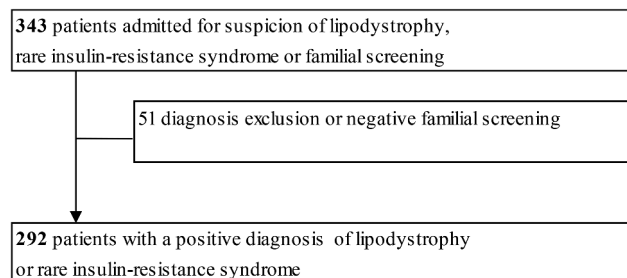 343 patients admitted for suspicion of lipodystrophy,
rare insulin-resistance syndrome or familial screening
51 diagnosis exclusion or negative familial screening
292 patients with a positive diagnosis of lipodystrophy
or rare insulin-resistance syndrome